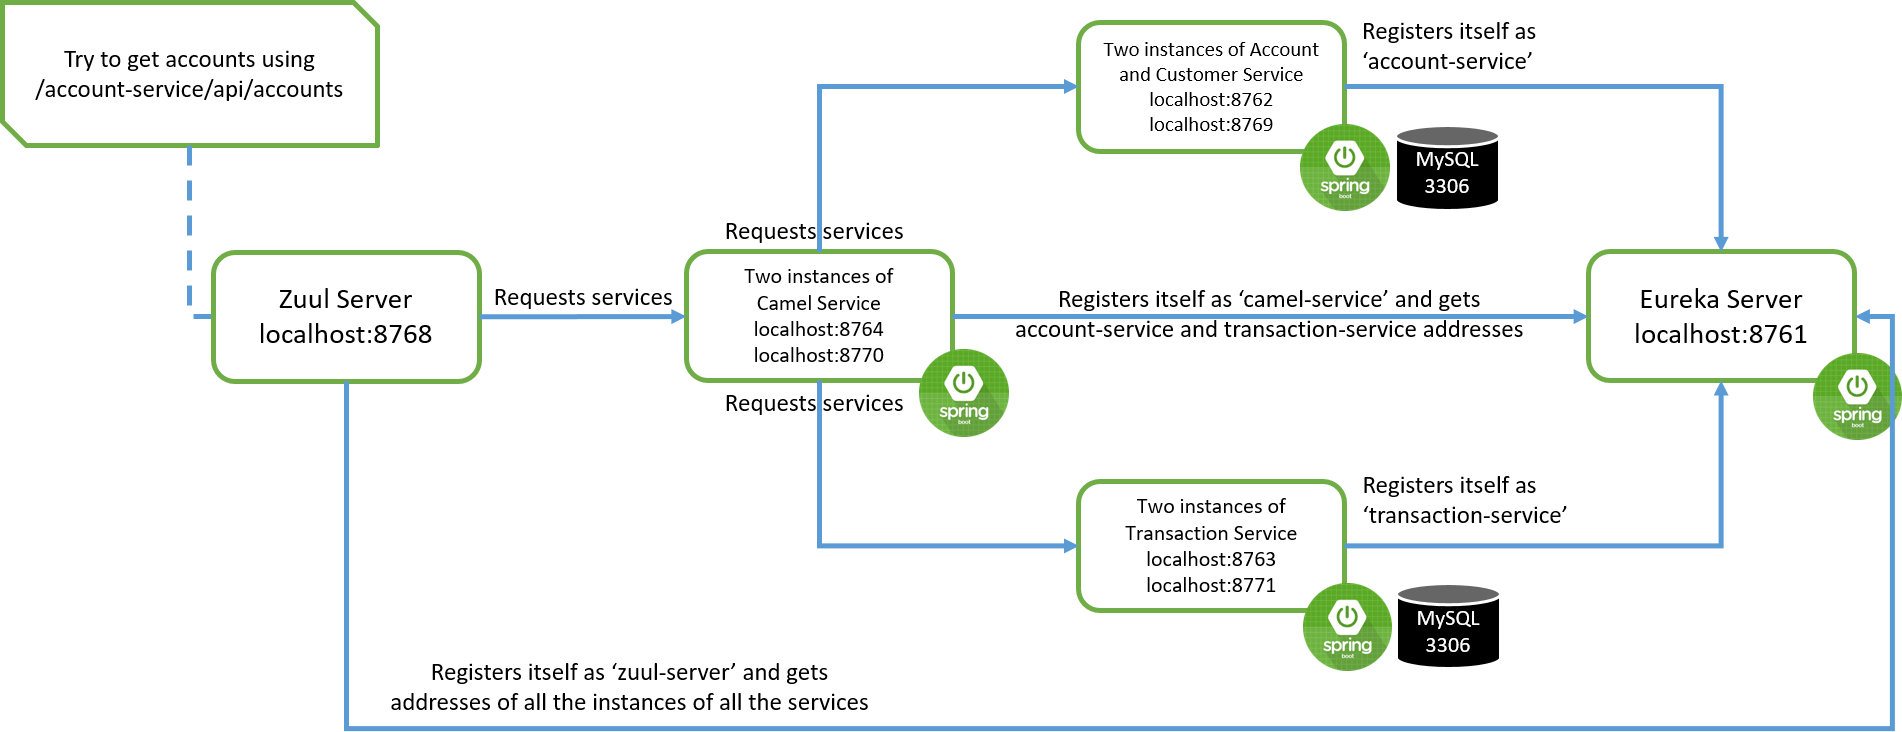 Try to get accounts using
/account-service/api/accounts
Zuul Server
localhost:8768
Requests services
Requests services
Two instances of
Camel Service
localhost:8764
localhost:8770
spring
boot
Requests services
Two instances of Account
and Customer Service
localhost:8762
localhost:8769
spring
boot
MySQL
3306
Registers itself as
‘account-service’
Registers itself as ‘camel-service’ and gets
account-service and transaction-service addresses
Eureka Server
localhost:8761
spring
boot
Two instances of
Transaction Service
localhost:8763
localhost:8771
spring
boot
MySQL
3306
Registers itself as
‘transaction-service’
Registers itself as ‘zuul-server’ and gets
addresses of all the instances of all the services